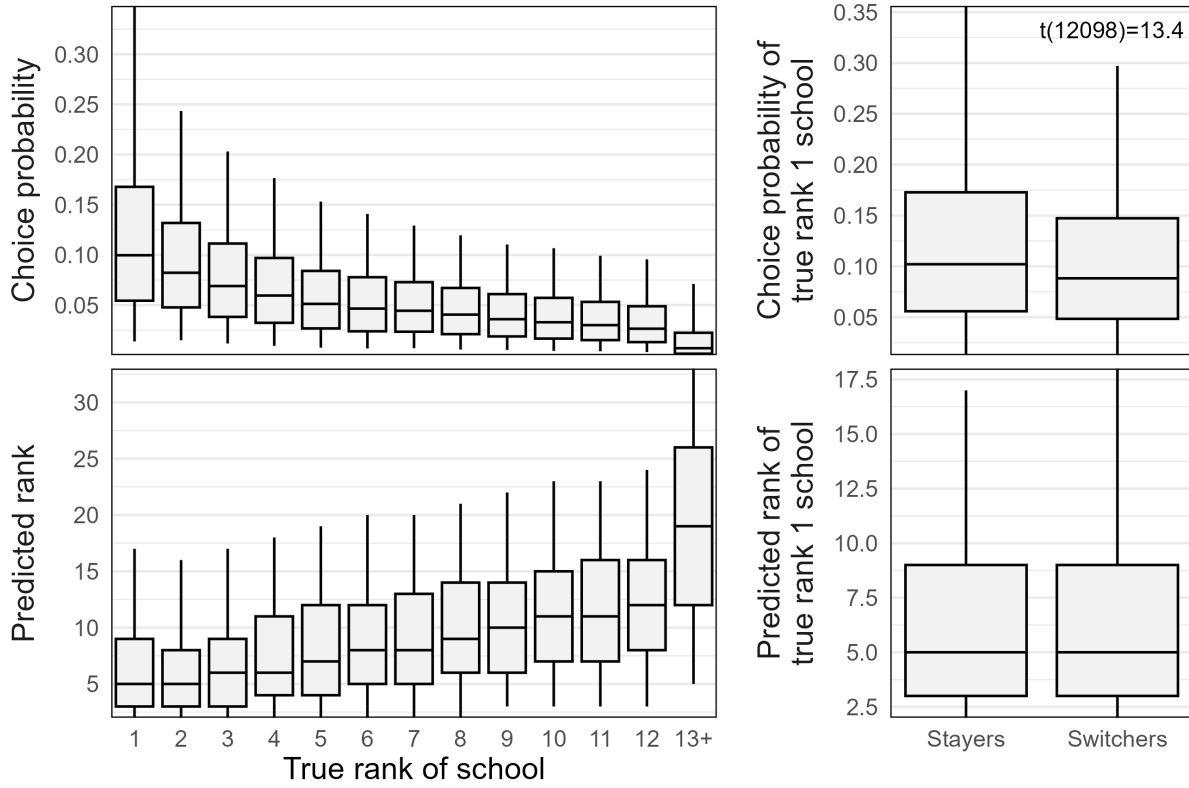 Choice probability
0.30
0.25
0.20
0.15
0.10
0.05
Choice probability of
true rank 1 school
0.35
0.30
0.25
0.20
0.15
0.10
0.05
t(12098)=13.4
Predicted rank
30
25
20
15
10
5
1 2 3 4 5 6 7 8 9 10 11 12 13+
True rank of school
Predicted rank of
true rank 1 school
17.5
15.0
12.5
10.0
7.5
5.0
2.5
Stayers Switchers